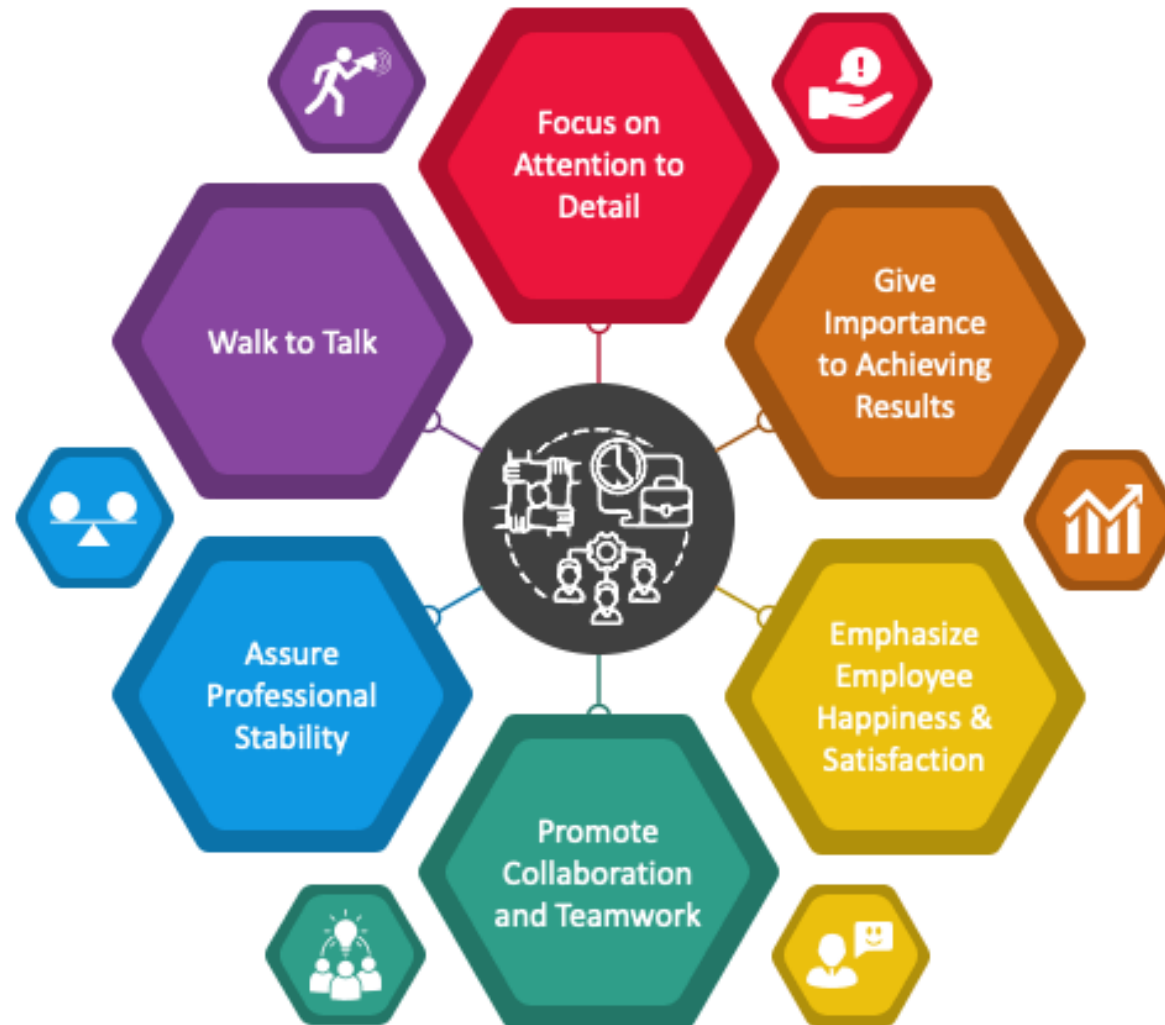 Focus on
Attention to
Detail
Give
Importance
to Achieving
Results
Emphasize
Employee
Happiness &
Satisfaction
Promote
Collaboration
and Teamwork
Assure
Professional
Stability
Walk to Talk